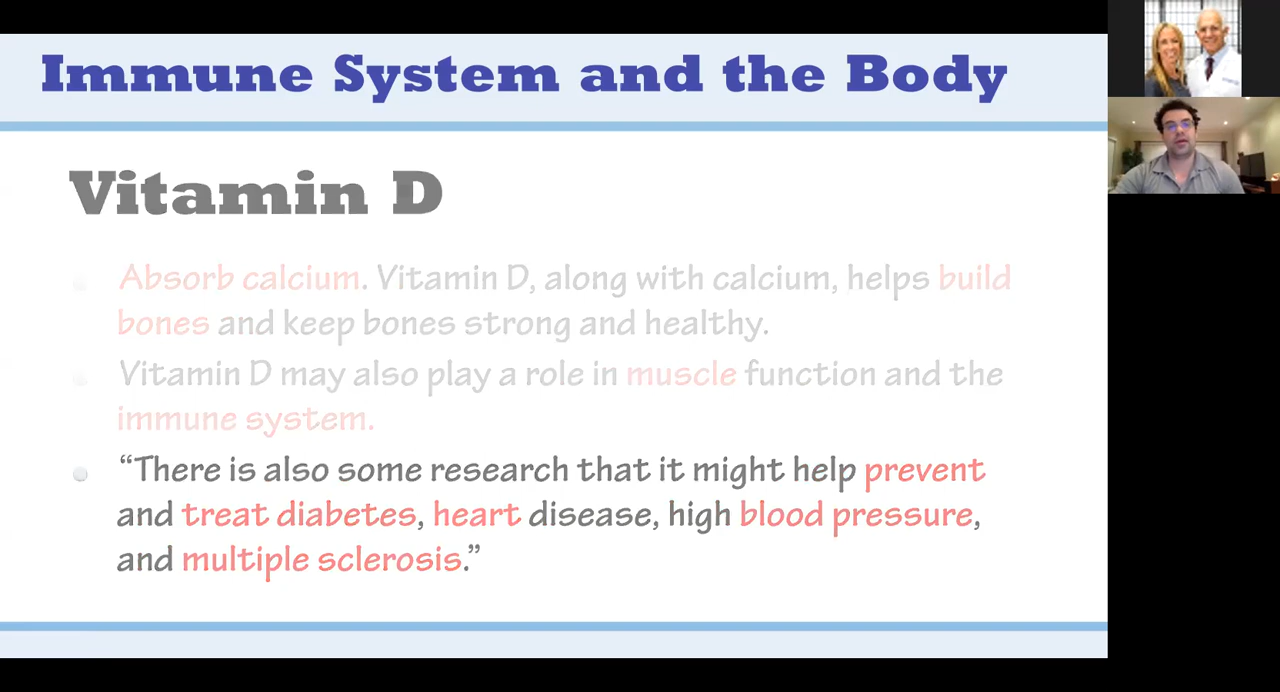 Immune System and the Body
Vitamin D
Absorb calcium. Vitamin D, along with calcium, helps build
bones and keep bones strong and healthy.
Vitamin D may also play a role in muscle function and the
immune system.
“There is also some research that it might help prevent
and treat diabetes, heart disease, high blood pressure,
and multiple sclerosis.”